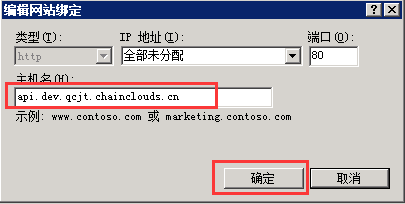 编辑网站绑定
类型(T): IP 地址(I): 端口(O):
http 全部未分配 80
主机名(H):
api.dev.qcjt.chainclouds.cn
示例: www.contoso.com 或 marketing.contoso.com
确定 取消